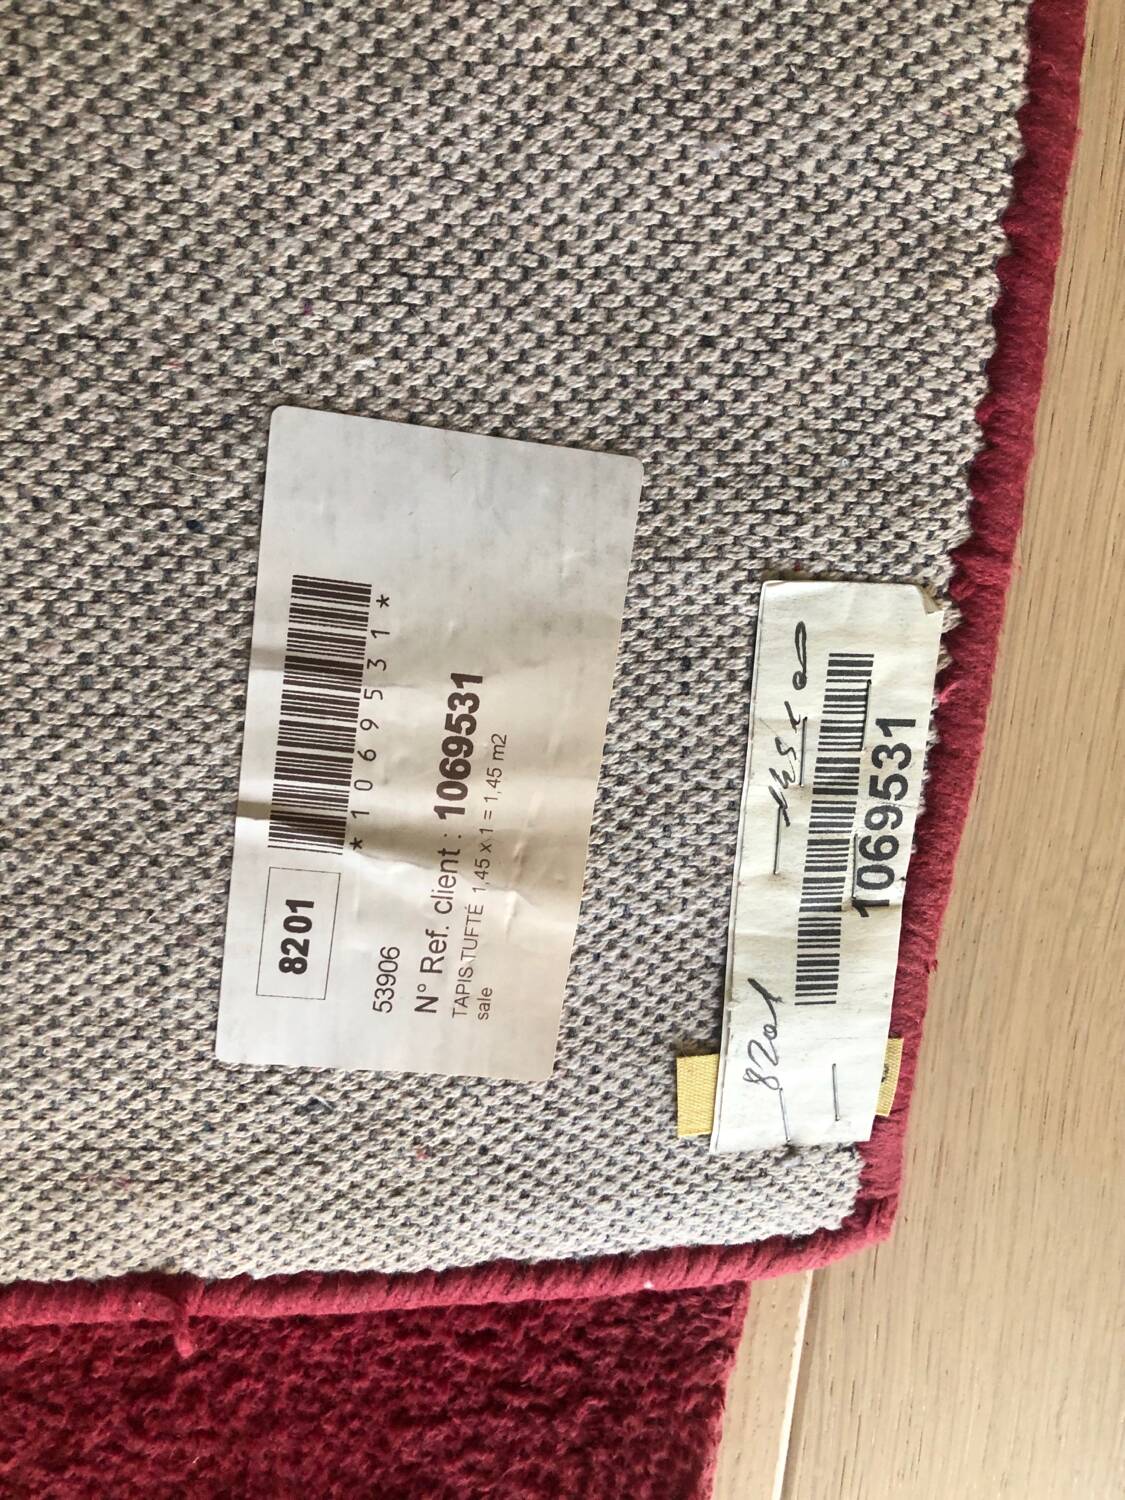 8201
*1069531*
53906
N° Ref. client : 1069531
TAPIS TUFTÉ 1,45 x 1 = 1,45 m2
sale
8201
1069531